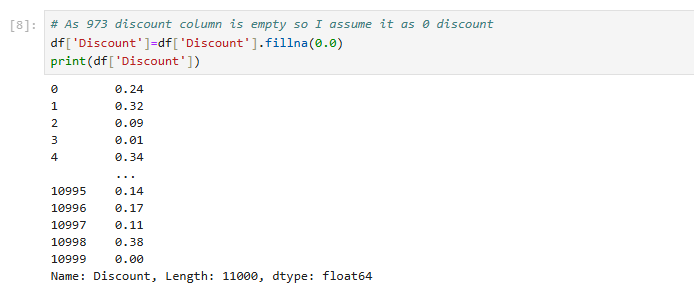 [8]: # As 973 discount column is empty so I assume it as 0 discount
df['Discount']=df['Discount'].fillna(0.0)
print(df['Discount'])
0        0.24
1        0.32
2        0.09
3        0.01
4        0.34
         ...
10995    0.14
10996    0.17
10997    0.11
10998    0.38
10999    0.00
Name: Discount, Length: 11000, dtype: float64